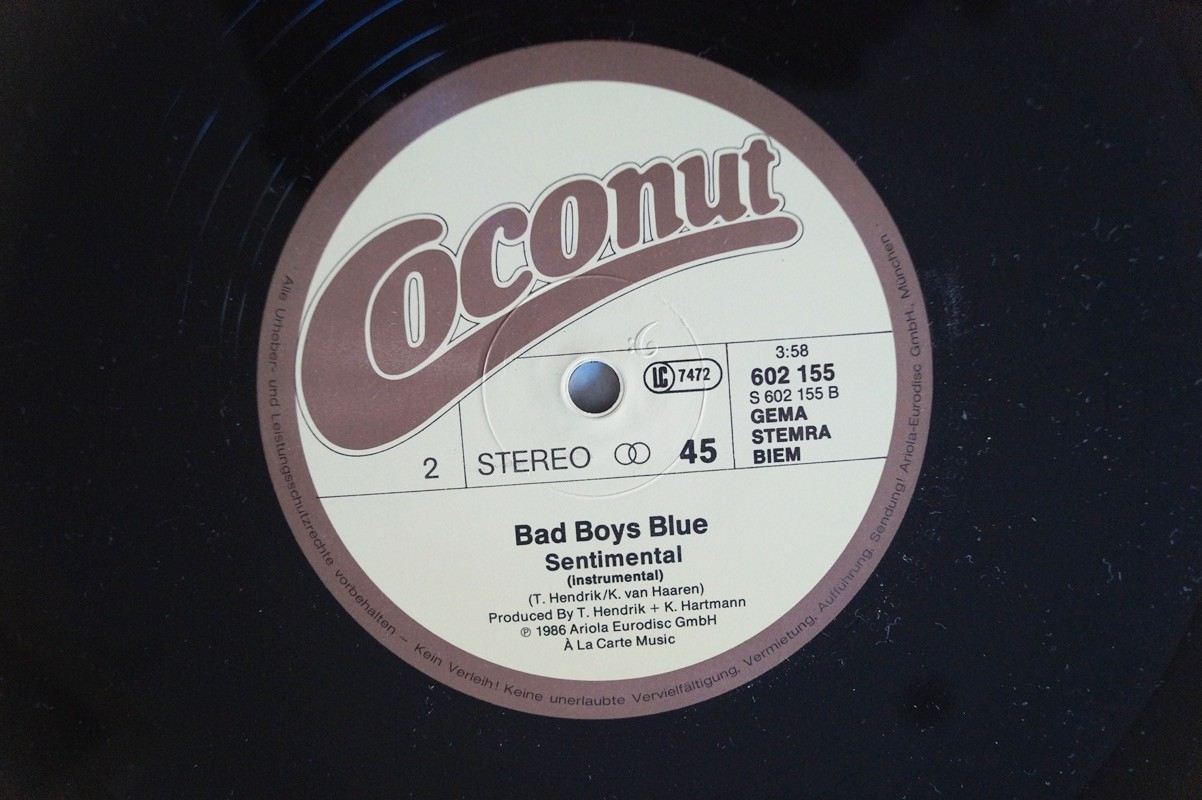 Coconut
LC 7472
3:58
602 155
S 602 155 B
GEMA
STEMRA
BIEM
2
STEREO
45
Bad Boys Blue
Sentimental
(instrumental)
(T. Hendrik/K. van Haaren)
Produced By T. Hendrik + K. Hartmann
℗ 1986 Ariola Eurodisc GmbH
À La Carte Music
Alle Urheber- und Leistungsschutzrechte vorbehalten – Kein Verleih! Keine unerlaubte Vervielfältigung, Vermietung, Aufführung, Sendung! Ariola-Eurodisc GmbH., München